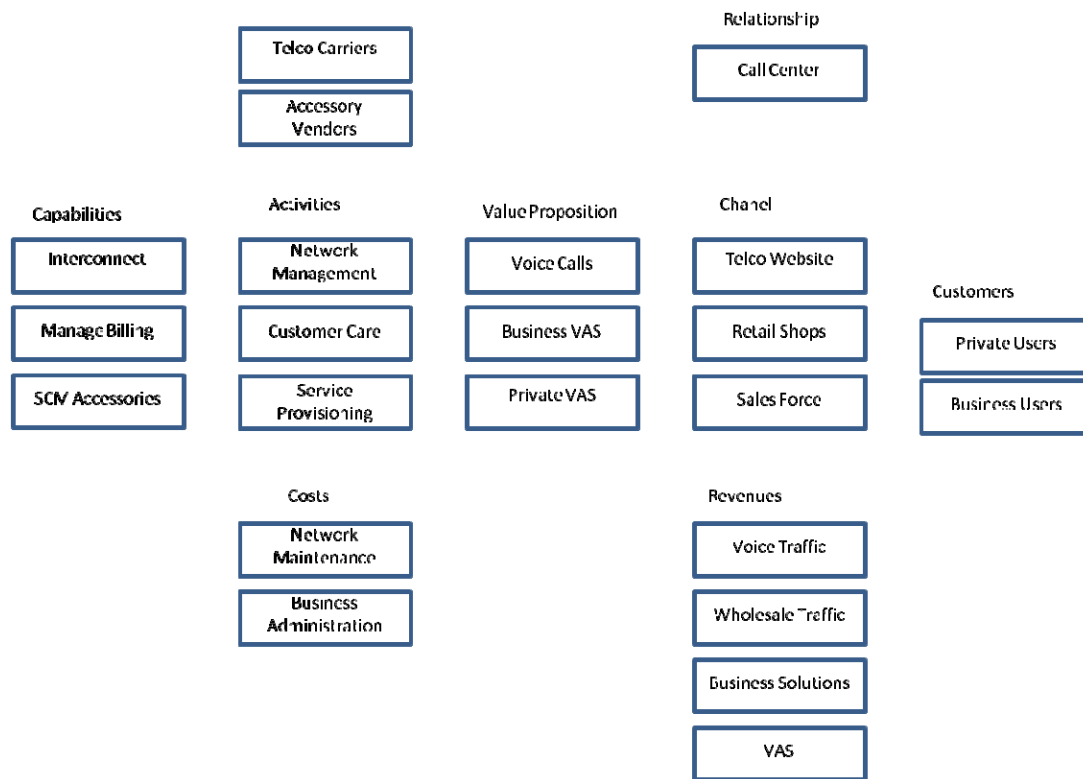 Relationship
Telco Carriers
Call Center
Accessory
Vendors
Capabilities
Activities
Value Proposition
Chanel
Interconnect
Network
Management
Voice Calls
Telco Website
Customers
Manage Billing
Customer Care
Business VAS
Retail Shops
Private Users
SCM Accessories
Service
Provisioning
Private VAS
Sales Force
Business Users
Costs
Revenues
Network
Maintenance
Voice Traffic
Business
Administration
Wholesale Traffic
Business Solutions
VAS